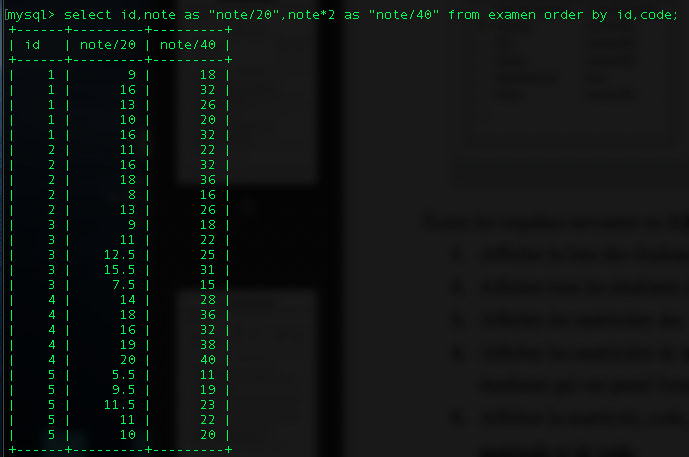 [mysql> select id,note as "note/20",note*2 as "note/40" from examen order by id,code;
+------+---------+---------+
| id   | note/20 | note/40 |
+------+---------+---------+
|    1 |       9 |      18 |
|    1 |      16 |      32 |
|    1 |      13 |      26 |
|    1 |      10 |      20 |
|    1 |      16 |      32 |
|    2 |      11 |      22 |
|    2 |      16 |      32 |
|    2 |      18 |      36 |
|    2 |       8 |      16 |
|    2 |      13 |      26 |
|    3 |       9 |      18 |
|    3 |      11 |      22 |
|    3 |    12.5 |      25 |
|    3 |    15.5 |      31 |
|    3 |     7.5 |      15 |
|    4 |      14 |      28 |
|    4 |      18 |      36 |
|    4 |      16 |      32 |
|    4 |      19 |      38 |
|    4 |      20 |      40 |
|    5 |     5.5 |      11 |
|    5 |     9.5 |      19 |
|    5 |    11.5 |      23 |
|    5 |      11 |      22 |
|    5 |      10 |      20 |
+------+---------+---------+